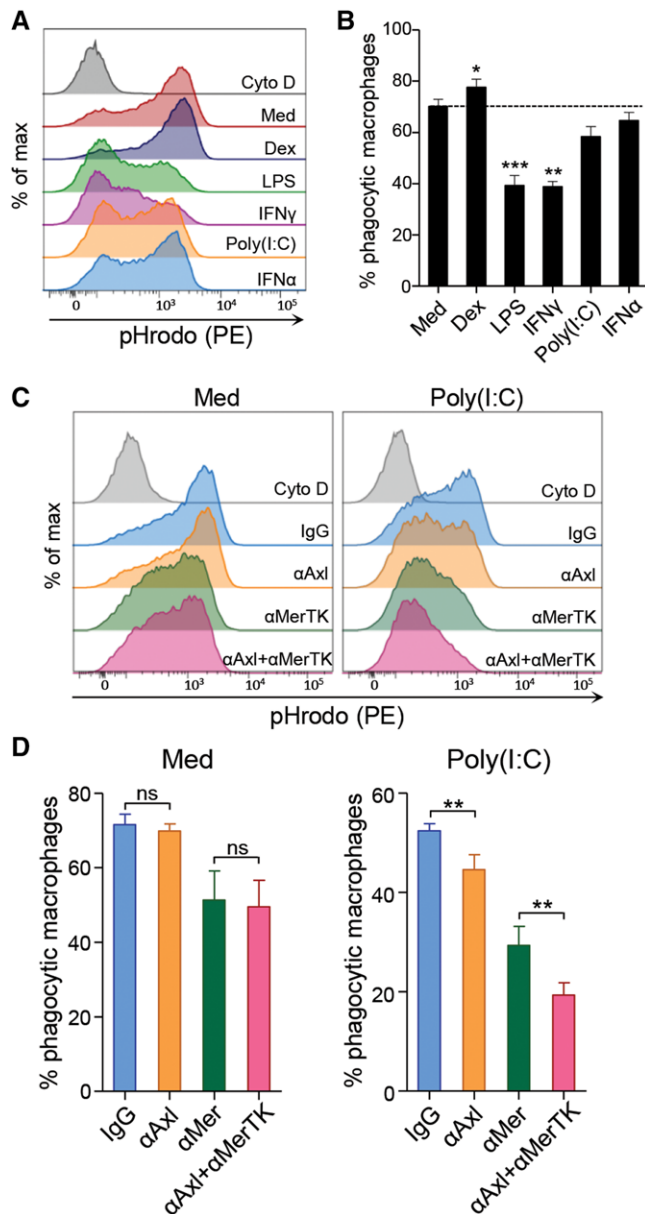 A
% of max
Cyto D
Med
Dex
LPS
IFNγ
Poly(I:C)
IFNα
0 10³ 10⁴ 10⁵
pHrodo (PE)
B
% phagocytic macrophages
100
80
60
40
20
0
*
***
**
Med Dex LPS IFNγ Poly(I:C) IFNα
C
Med
% of max
Cyto D
IgG
αAxl
αMerTK
αAxl+αMerTK
0 10³ 10⁴ 10⁵
Poly(I:C)
Cyto D
IgG
αAxl
αMerTK
αAxl+αMerTK
0 10³ 10⁴ 10⁵
pHrodo (PE)
D
Med
% phagocytic macrophages
80
60
40
20
0
ns
ns
IgG αAxl αMer αAxl+αMerTK
Poly(I:C)
% phagocytic macrophages
60
40
20
0
**
**
IgG αAxl αMer αAxl+αMerTK